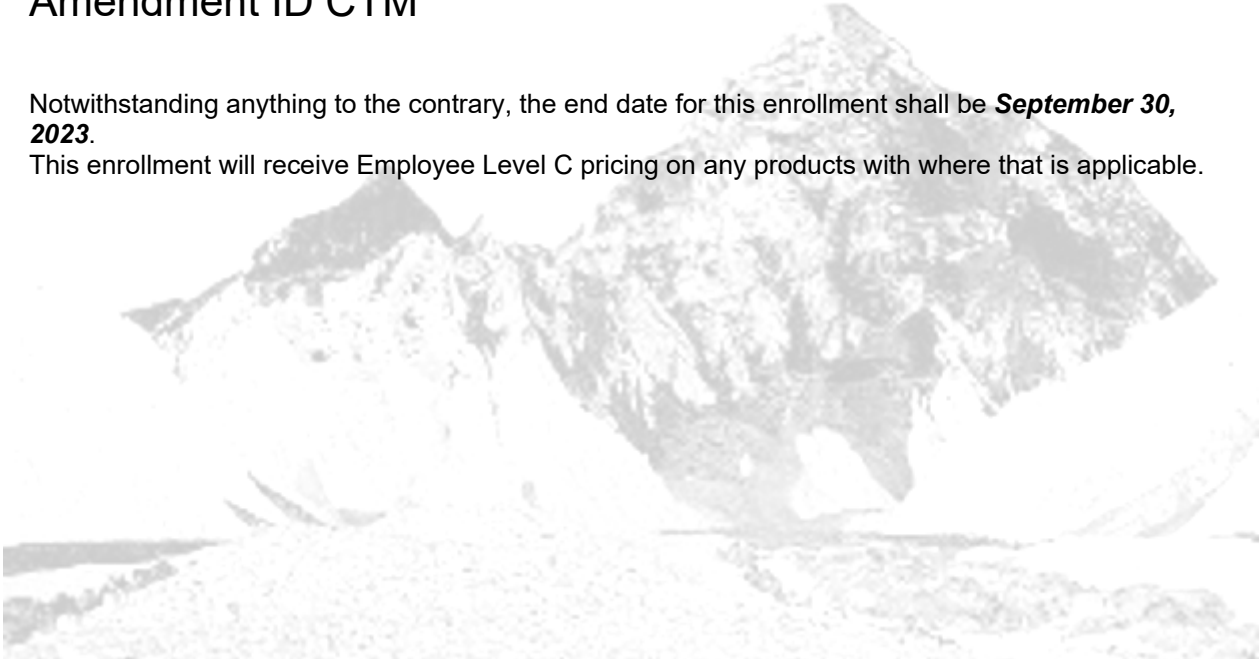 Amendment ID CTM
Notwithstanding anything to the contrary, the end date for this enrollment shall be September 30,
2023.
This enrollment will receive Employee Level C pricing on any products with where that is applicable.